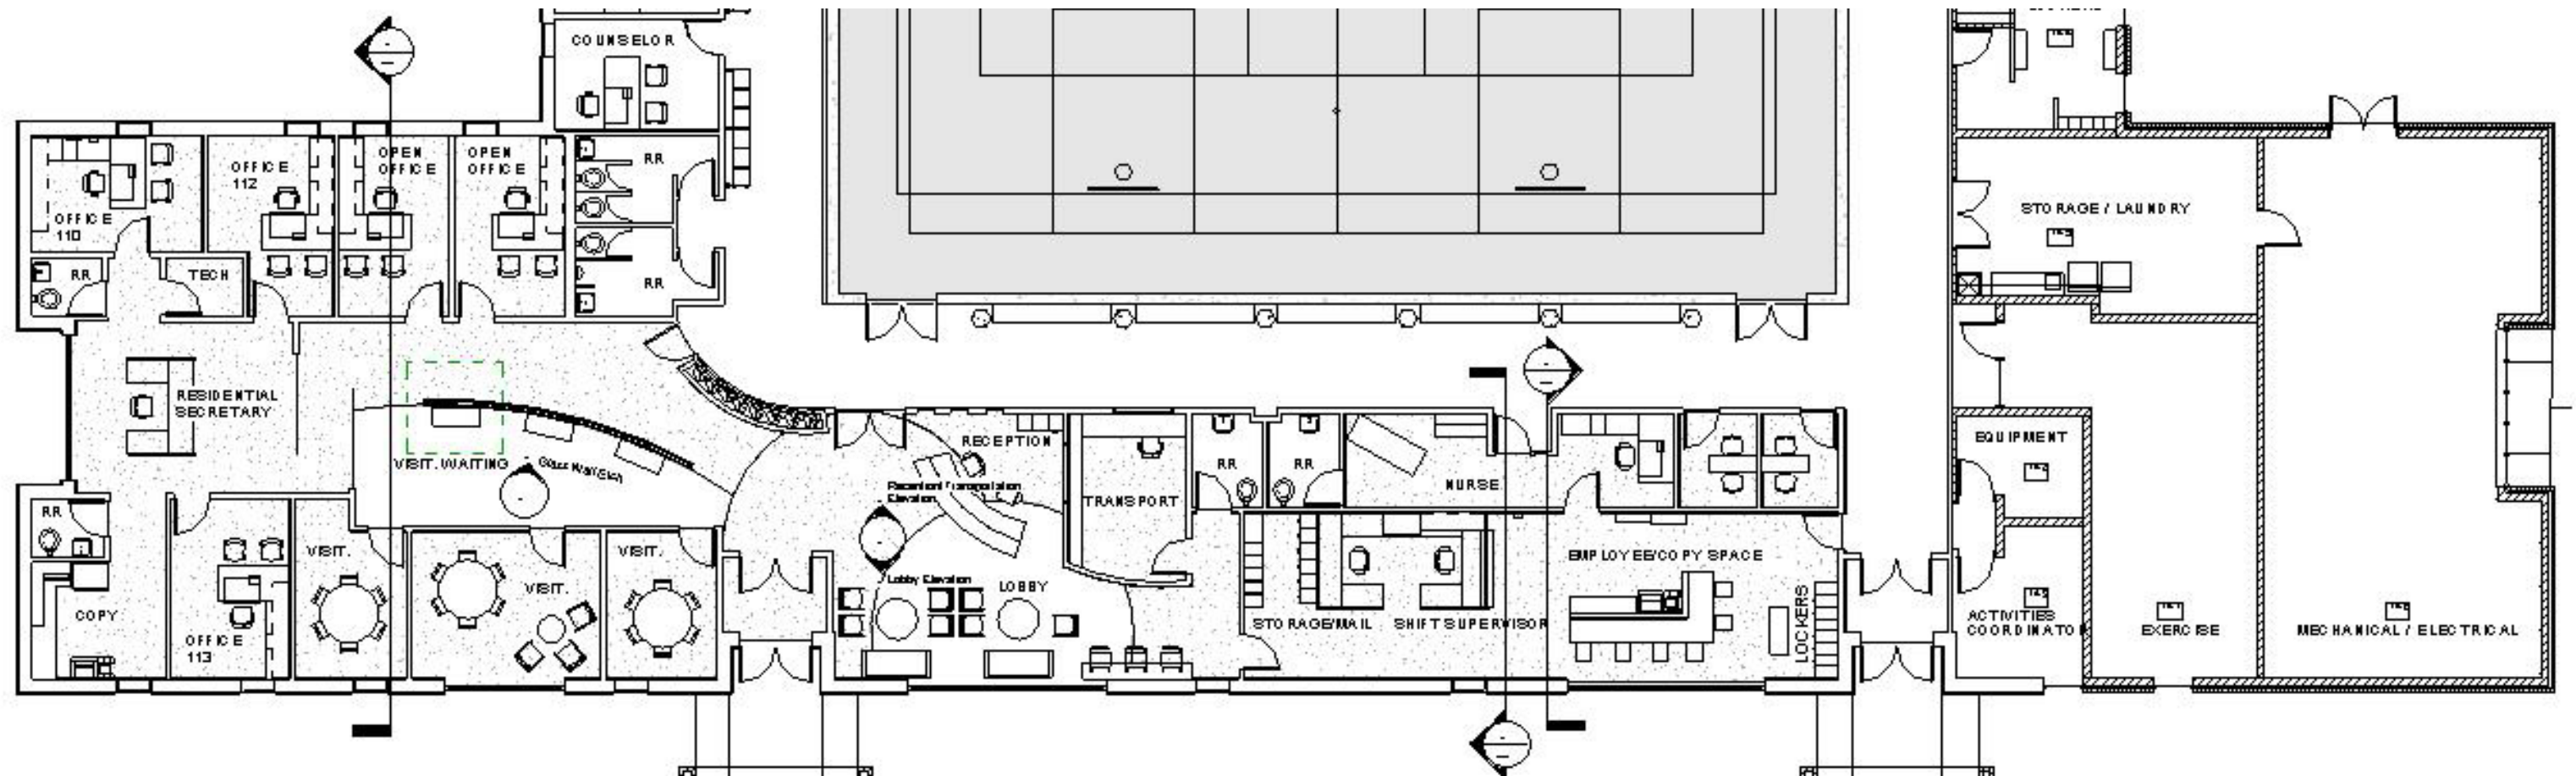 COUNSELOR
OFFICE
110
OFFICE
112
OPEN
OFFICE
OPEN
OFFICE
RR
RR
RR
TECH
RESIDENTIAL
SECRETARY
VISIT. WAITING
Glass Wall Elev
RR
COPY
OFFICE
113
VISIT.
VISIT.
VISIT.
RECEPTION
Elevation
Lobby Elevation
LOBBY
TRANSPORT
RR
RR
NURSE
STORAGE/MAIL
SHIFT SUPERVISOR
EMPLOYEE/COPY SPACE
LOCKERS
STORAGE / LAUNDRY
EQUIPMENT
ACTIVITIES
COORDINATOR
EXERCISE
MECHANICAL / ELECTRICAL